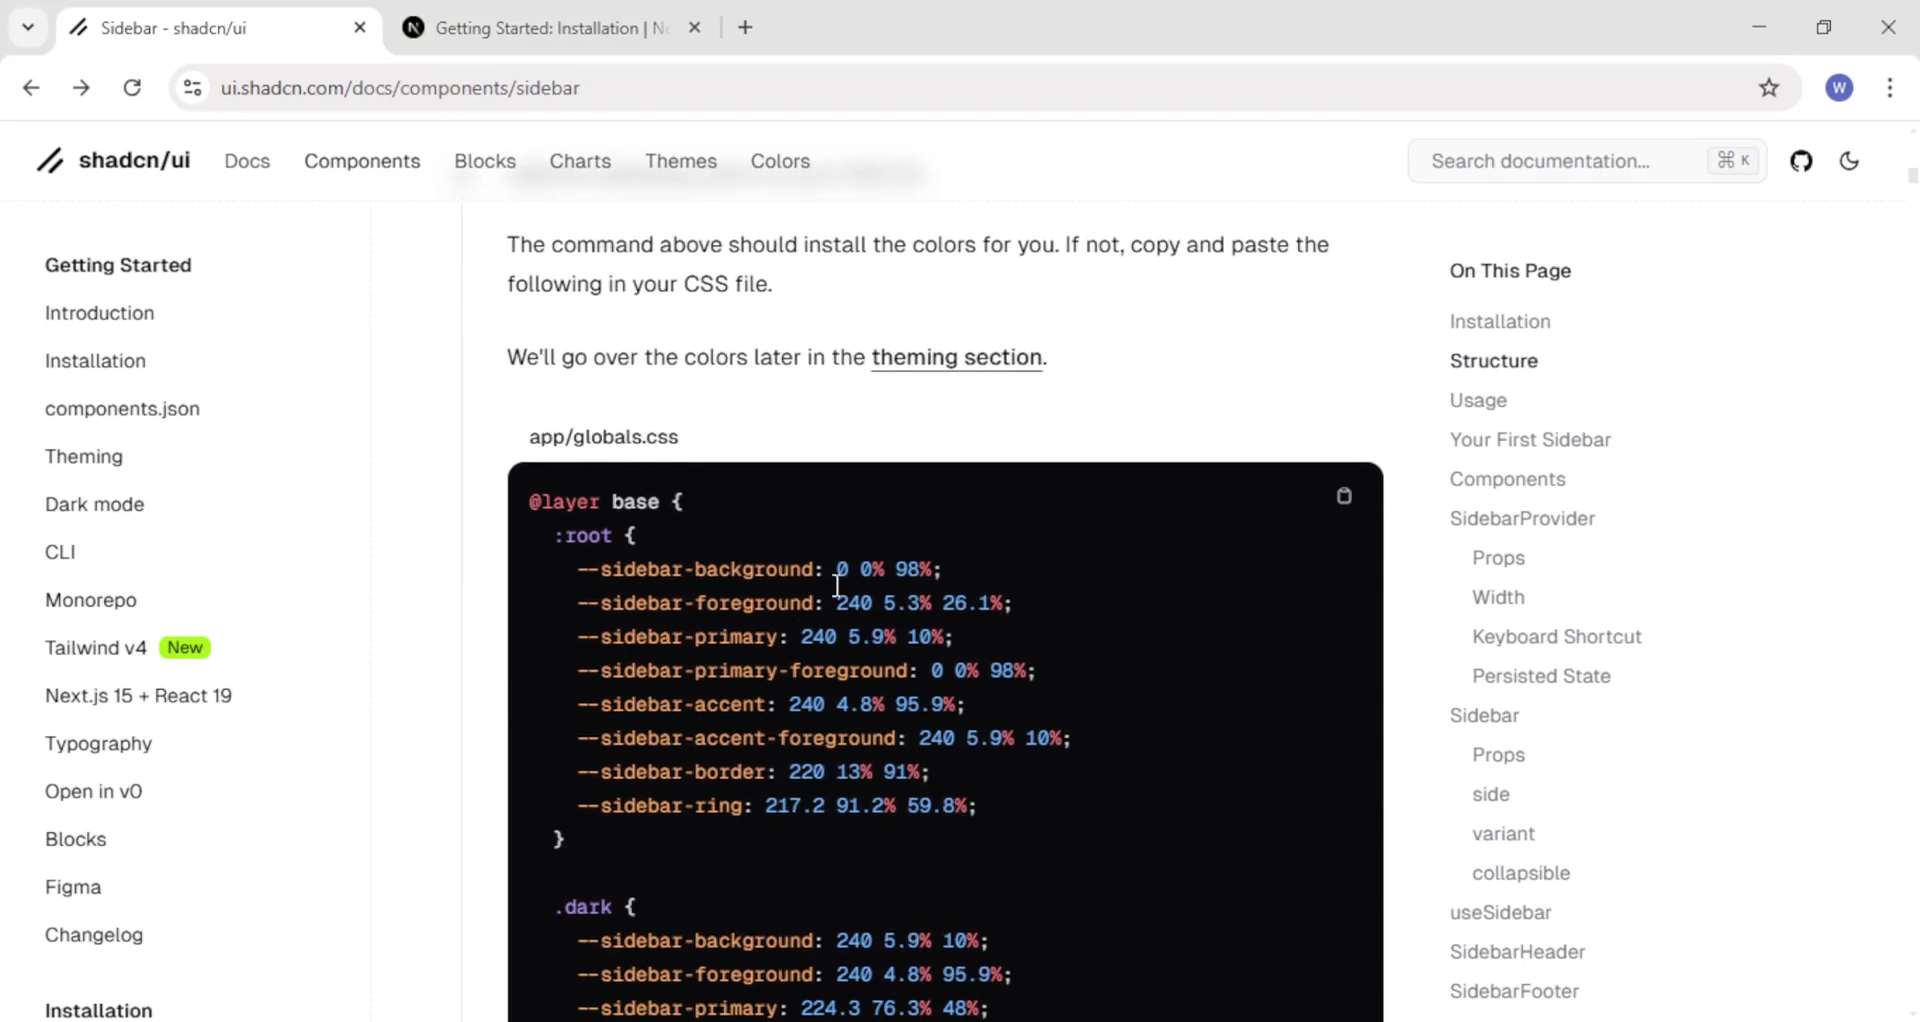 Sidebar - shadcn/ui
Getting Started: Installation | Ne
ui.shadcn.com/docs/components/sidebar
W
shadcn/ui
Docs
Components
Blocks
Charts
Themes
Colors
Search documentation...
⌘ K
Getting Started
Introduction
Installation
components.json
Theming
Dark mode
CLI
Monorepo
Tailwind v4 New
Next.js 15 + React 19
Typography
Open in v0
Blocks
Figma
Changelog
Installation
The command above should install the colors for you. If not, copy and paste the
following in your CSS file.
We'll go over the colors later in the theming section.
app/globals.css
@layer base {
:root {
--sidebar-background: 0 0% 98%;
--sidebar-foreground: 240 5.3% 26.1%;
--sidebar-primary: 240 5.9% 10%;
--sidebar-primary-foreground: 0 0% 98%;
--sidebar-accent: 240 4.8% 95.9%;
--sidebar-accent-foreground: 240 5.9% 10%;
--sidebar-border: 220 13% 91%;
--sidebar-ring: 217.2 91.2% 59.8%;
}
.dark {
--sidebar-background: 240 5.9% 10%;
--sidebar-foreground: 240 4.8% 95.9%;
--sidebar-primary: 224.3 76.3% 48%;
On This Page
Installation
Structure
Usage
Your First Sidebar
Components
SidebarProvider
Props
Width
Keyboard Shortcut
Persisted State
Sidebar
Props
side
variant
collapsible
useSidebar
SidebarHeader
SidebarFooter